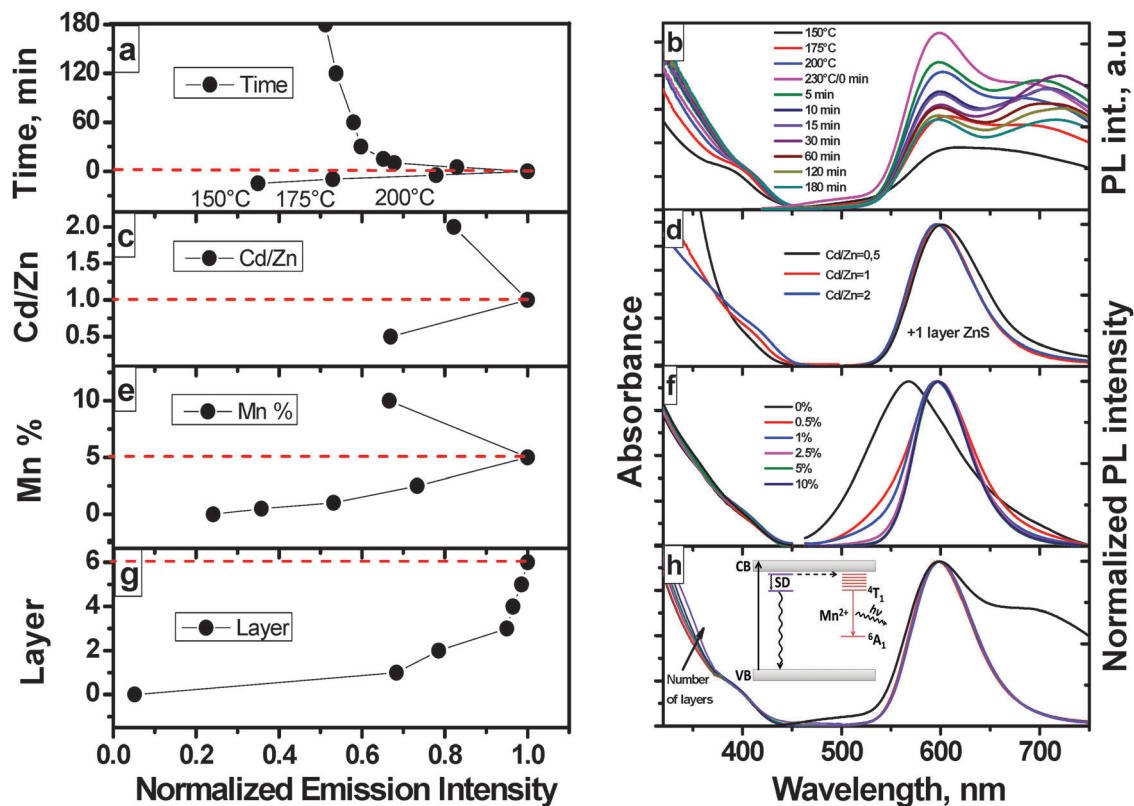 a
Time, min
180
120
60
0
Time
150°C 175°C 200°C
c
Cd/Zn
2.0
1.5
1.0
0.5
Cd/Zn
e
Mn %
10
5
0
Mn %
g
Layer
6
4
2
0
Layer
0.0 0.2 0.4 0.6 0.8 1.0
Normalized Emission Intensity
b
150°C
175°C
200°C
230°C/0 min
5 min
10 min
15 min
30 min
60 min
120 min
180 min
PL int., a.u
d
Cd/Zn=0,5
Cd/Zn=1
Cd/Zn=2
+1 layer ZnS
Absorbance
Normalized PL intensity
f
0%
0.5%
1%
2.5%
5%
10%
h
CB
SD
⁴T₁
Mn²⁺
hν
⁶A₁
VB
Number
of layers
400 500 600 700
Wavelength, nm